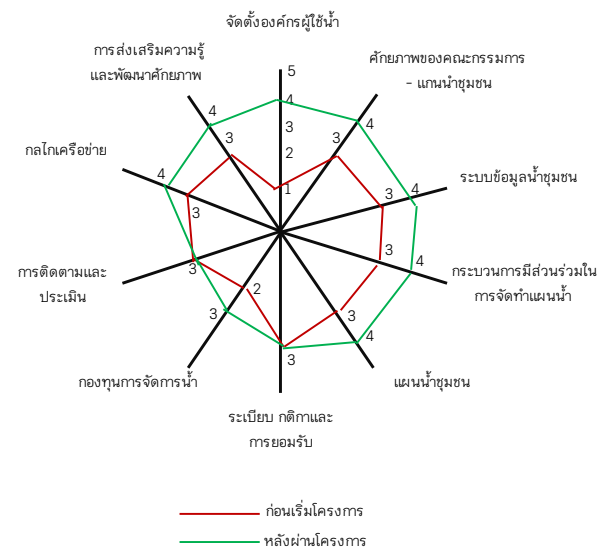 จัดตั้งองค์กรผู้ใช้น้ำ
การส่งเสริมความรู้
และพัฒนาศักยภาพ
ศักยภาพของคณะกรรมการ
- แกนนำชุมชน
5
4
4
4
3
3
3
2
กลไกเครือข่าย
4
1
3
4
ระบบข้อมูลน้ำชุมชน
3
3
4
การติดตามและ
ประเมิน
3
กระบวนการมีส่วนร่วมใน
การจัดทำแผนน้ำ
2
3
3
4
3
กองทุนการจัดการน้ำ
แผนน้ำชุมชน
ระเบียบ กติกาและ
การยอมรับ
ก่อนเริ่มโครงการ
หลังผ่านโครงการ